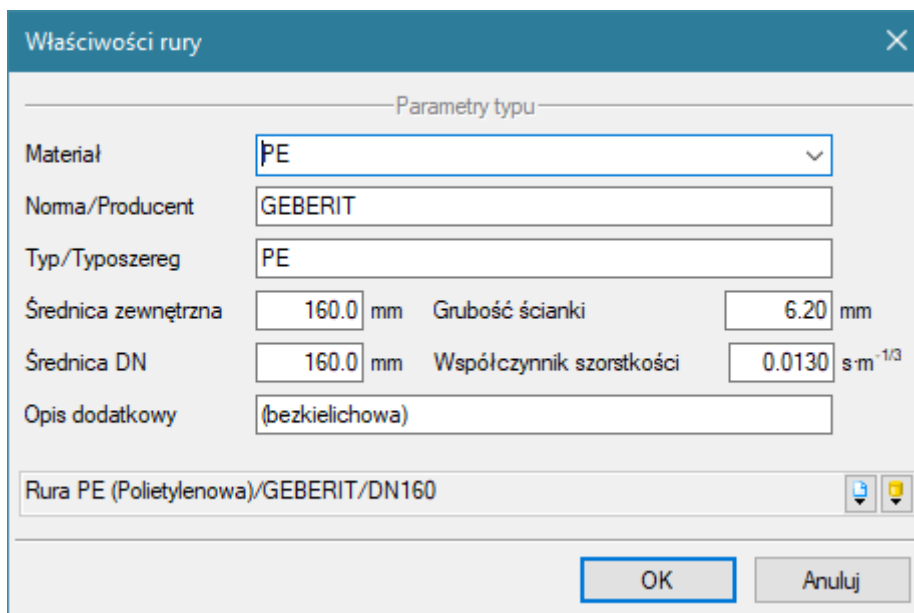 Właściwości rury
Parametry typu
Materiał PE
Norma/Producent GEBERIT
Typ/Typoszereg PE
Średnica zewnętrzna 160.0 mm Grubość ścianki 6.20 mm
Średnica DN 160.0 mm Współczynnik szorstkości 0.0130 s·m⁻¹/³
Opis dodatkowy (bezkielichowa)
Rura PE (Polietylenowa)/GEBERIT/DN160
OK Anuluj